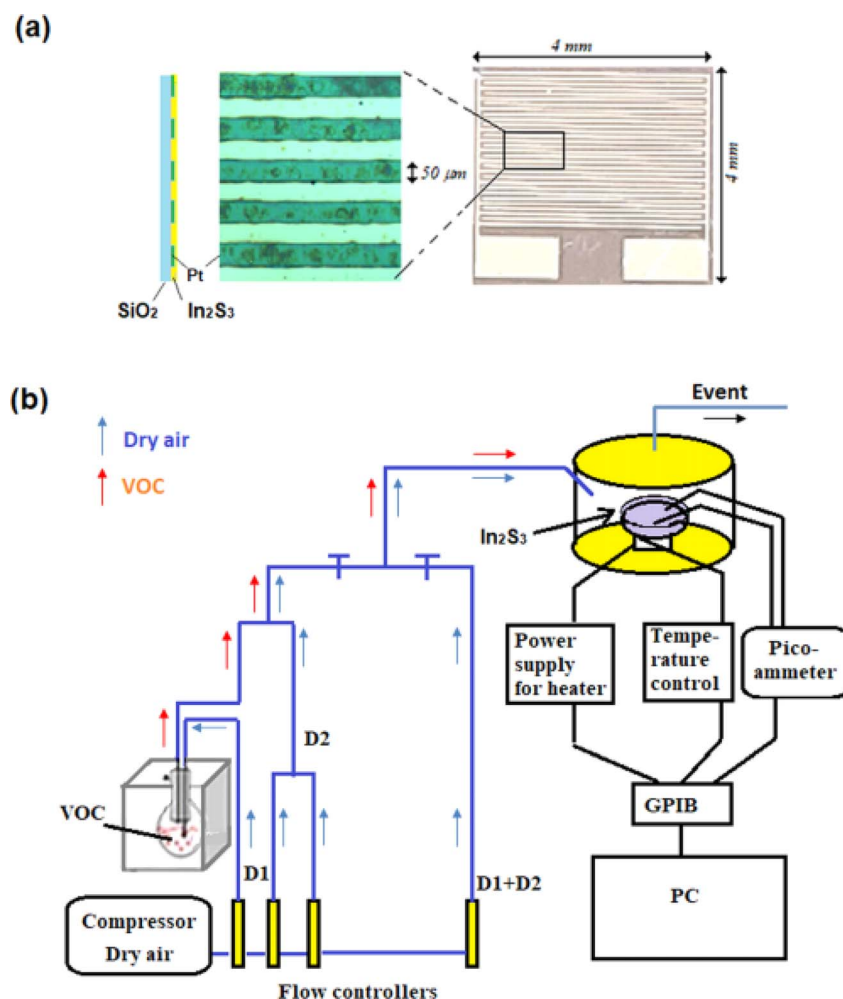 (a)
4 mm
4 mm
50 μm
Pt
SiO₂
In₂S₃
(b)
Event
Dry air
VOC
In₂S₃
Power
supply
for heater
Tempe-
rature
control
Pico-
ammeter
D2
VOC
GPIB
D1
D1+D2
PC
Compressor
Dry air
Flow controllers